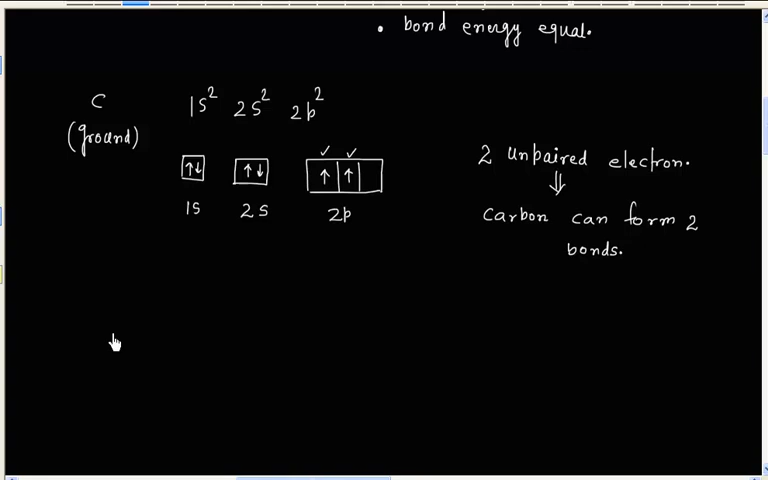 • bond energy equal.
C 1s² 2s² 2p²
(ground)
✓ ✓
↑↓ ↑↓ ↑ ↑
1s 2s 2p
2 unpaired electron.
⇓
carbon can form 2
bonds.